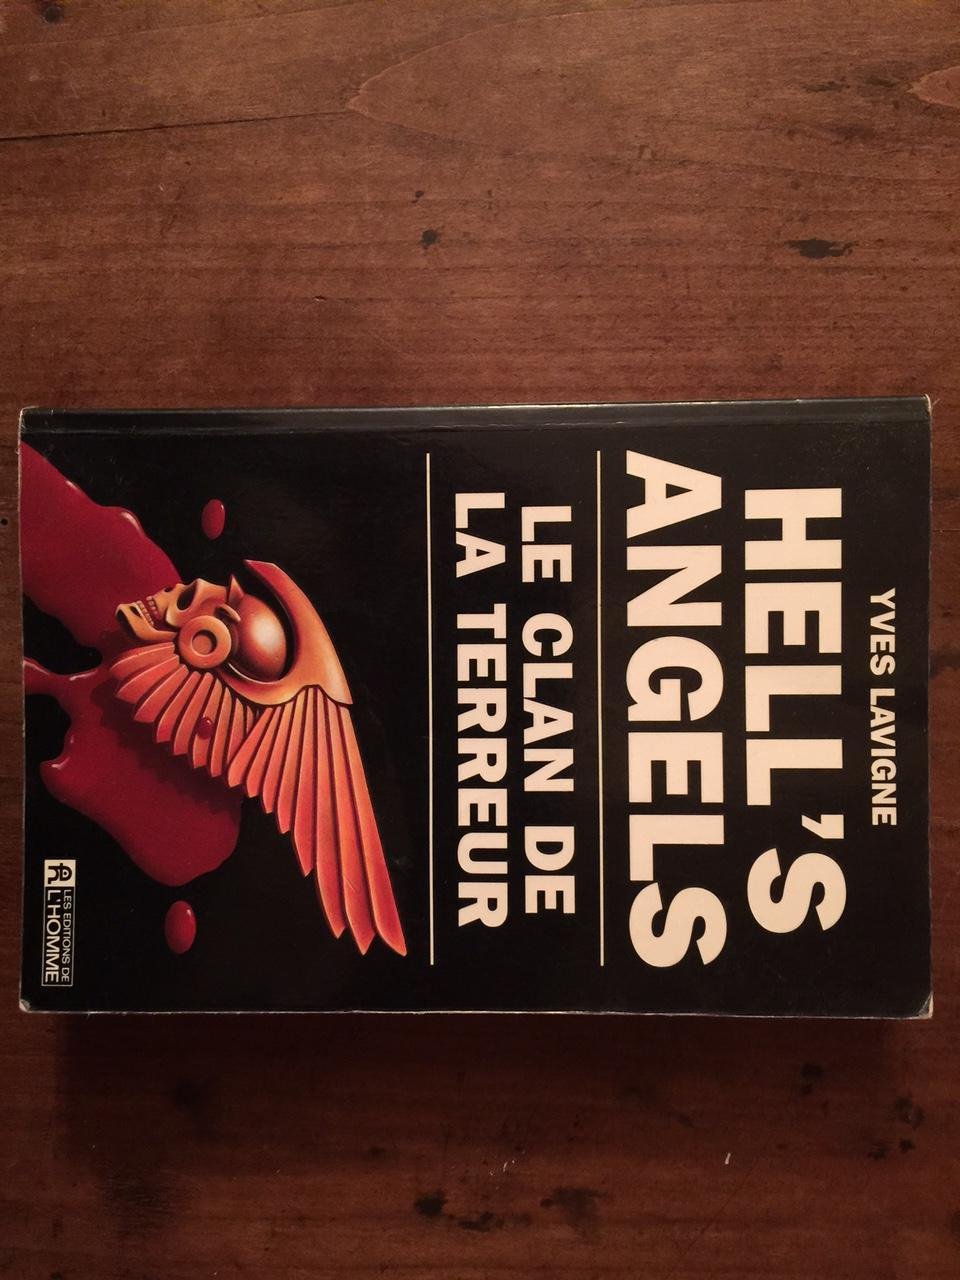 YVES LAVIGNE
HELL'S
ANGELS
LE CLAN DE
LA TERREUR
LES EDITIONS DE
L'HOMME